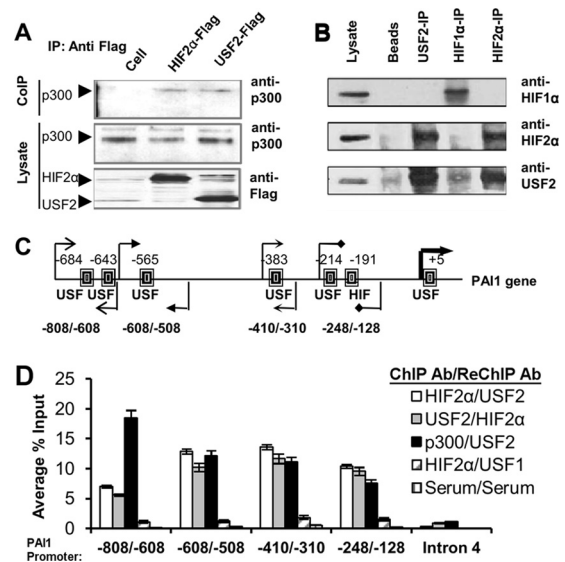 A
IP: Anti Flag
Cell
HIF2α-Flag
USF2-Flag
CoIP
p300
anti-
p300
Lysate
p300
anti-
p300
HIF2α
USF2
anti-
Flag
B
Lysate
Beads
USF2-IP
HIF1α-IP
HIF2α-IP
anti-
HIF1α
anti-
HIF2α
anti-
USF2
C
-684 -643 -565 -383 -214 -191 +5
USF USF USF USF USF HIF USF
PAI1 gene
-808/-608 -608/-508 -410/-310 -248/-128
D
ChIP Ab/ReChIP Ab
HIF2α/USF2
USF2/HIF2α
p300/USF2
HIF2α/USF1
Serum/Serum
Average % Input
25
20
15
10
5
0
PAI1
Promoter:
-808/-608 -608/-508 -410/-310 -248/-128 Intron 4